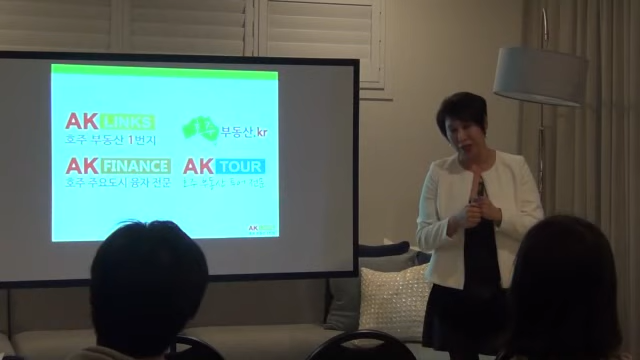 AK LINKS
호주 부동산 1번지
부동산.kr
AK FINANCE
호주 주요도시 융자 전문
AK TOUR
AK